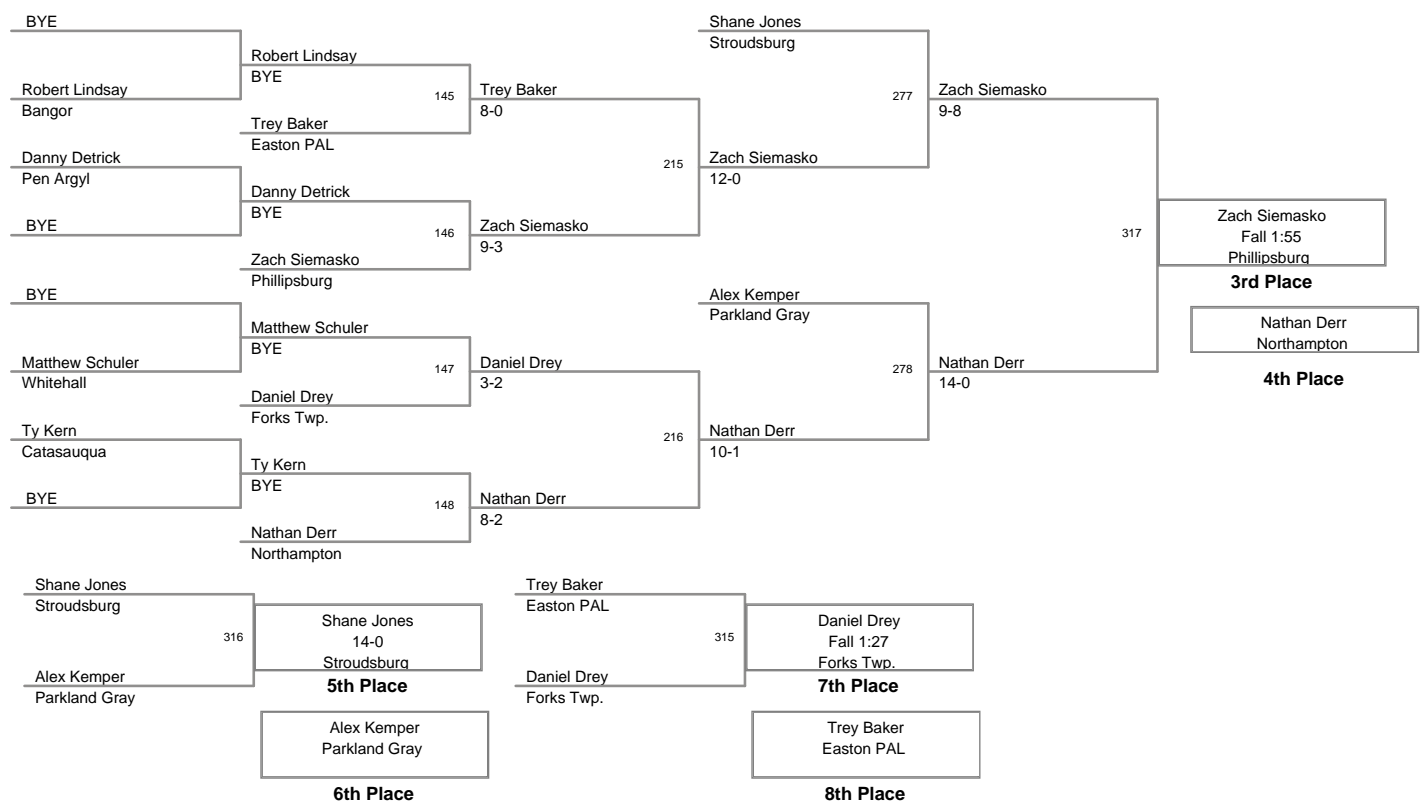 BYE
Robert Lindsay
Bangor
Danny Detrick
Pen Argyl
BYE
BYE
Matthew Schuler
Whitehall
Ty Kern
Catasauqua
BYE
Robert Lindsay
BYE
145
Trey Baker
Easton PAL
Danny Detrick
BYE
146
Zach Siemasko
Phillipsburg
Matthew Schuler
BYE
147
Daniel Drey
Forks Twp.
Ty Kern
BYE
148
Nathan Derr
Northampton
Trey Baker
8-0
215
Zach Siemasko
9-3
Daniel Drey
3-2
216
Nathan Derr
8-2
Shane Jones
Stroudsburg
277
Zach Siemasko
12-0
Alex Kemper
Parkland Gray
278
Nathan Derr
10-1
Zach Siemasko
9-8
317
Nathan Derr
14-0
Zach Siemasko
Fall 1:55
Phillipsburg
3rd Place
Nathan Derr
Northampton
4th Place
Shane Jones
Stroudsburg
316
Alex Kemper
Parkland Gray
Shane Jones
14-0
Stroudsburg
5th Place
Alex Kemper
Parkland Gray
6th Place
Trey Baker
Easton PAL
315
Daniel Drey
Forks Twp.
Daniel Drey
Fall 1:27
Forks Twp.
7th Place
Trey Baker
Easton PAL
8th Place